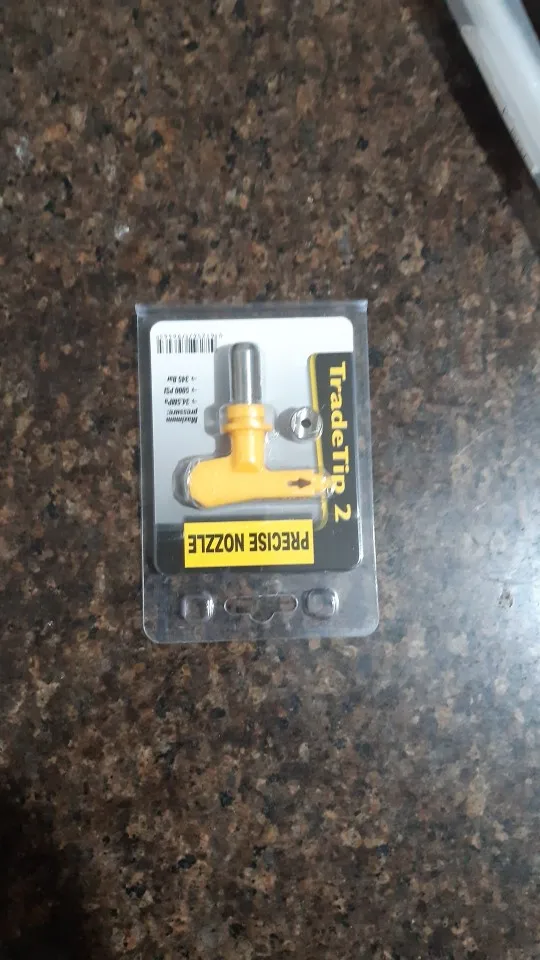 PRECISE NOZZLE
TradeTip 2
Maximum
pressure:
→ 34.5MPa
→ 5000 PSI
→ 345 Bar